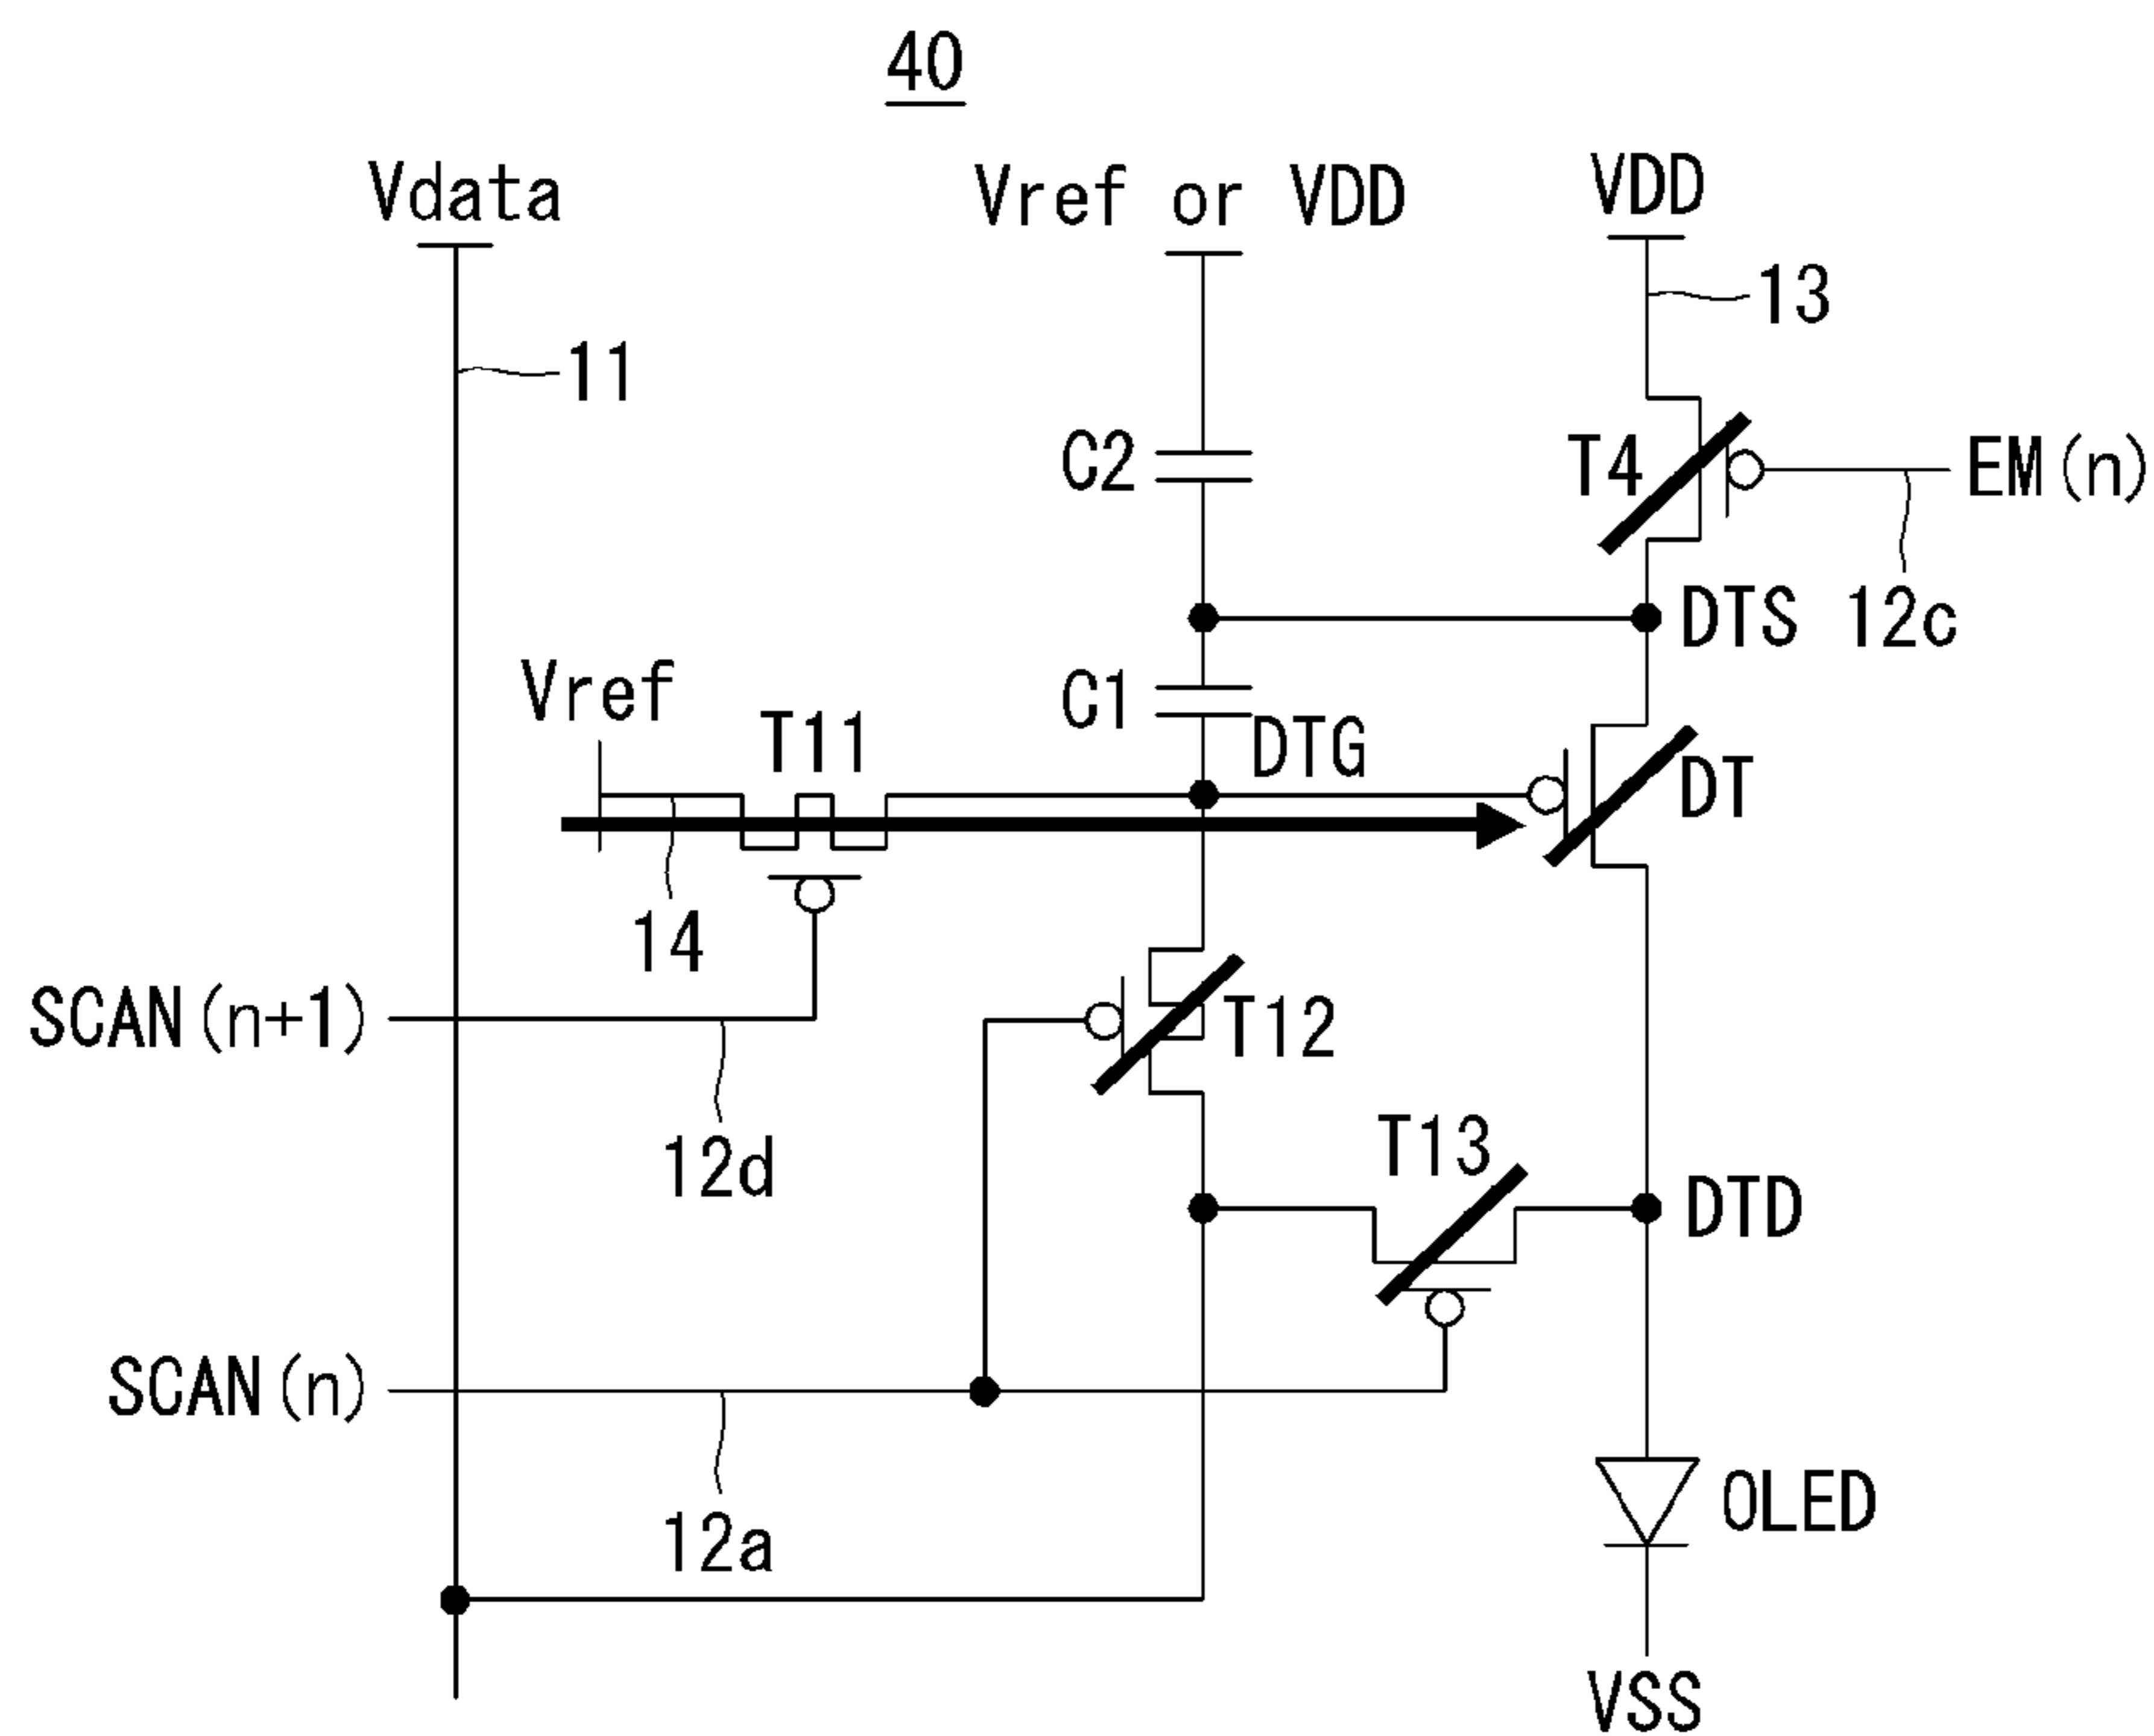 40
Vdata
Vref or VDD
VDD
13
11
C2
T4
EM(n)
DTS
12c
Vref
T11
C1
DTG
DT
14
SCAN(n+1)
T12
12d
T13
DTD
SCAN(n)
12a
OLED
VSS